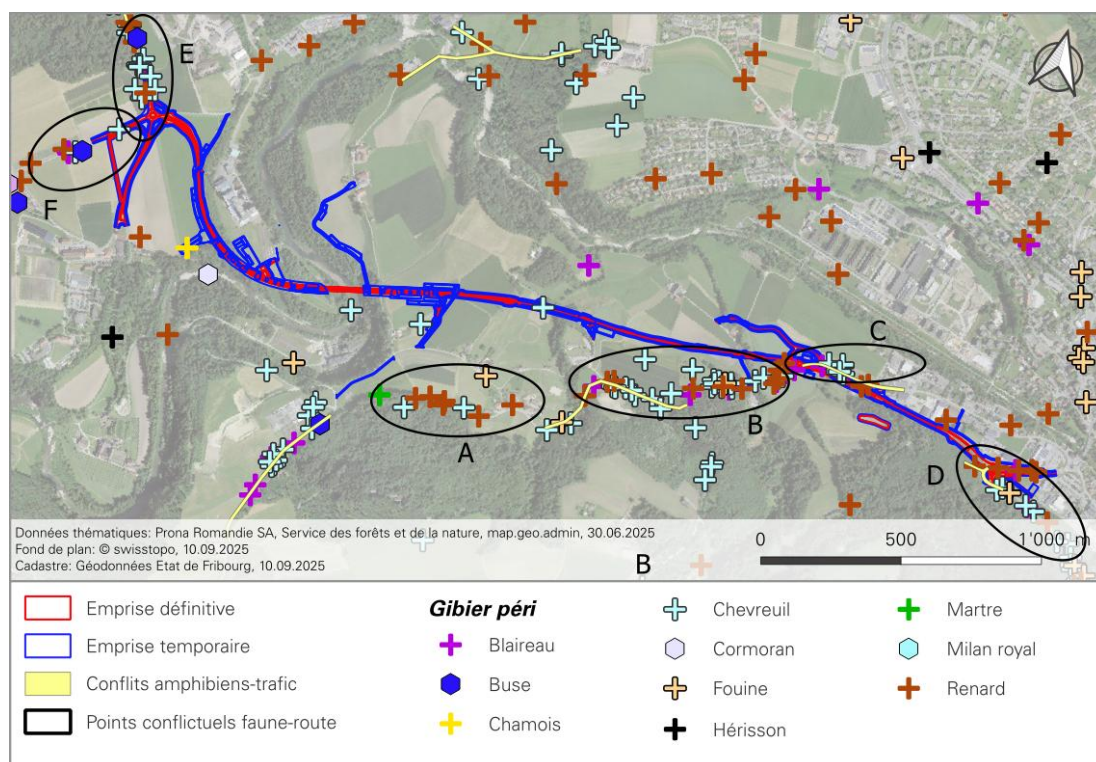 E
F
C
B
A
D
Données thématiques: Prona Romandie SA, Service des forêts et de la nature, map.geo.admin, 30.06.2025
Fond de plan: © swisstopo, 10.09.2025
Cadastre: Géodonnées Etat de Fribourg, 10.09.2025
B
0 500 1'000 m
Emprise définitive
Emprise temporaire
Conflits amphibiens-trafic
Points conflictuels faune-route
Gibier péri
Blaireau
Buse
Chamois
Chevreuil
Cormoran
Fouine
Hérisson
Martre
Milan royal
Renard